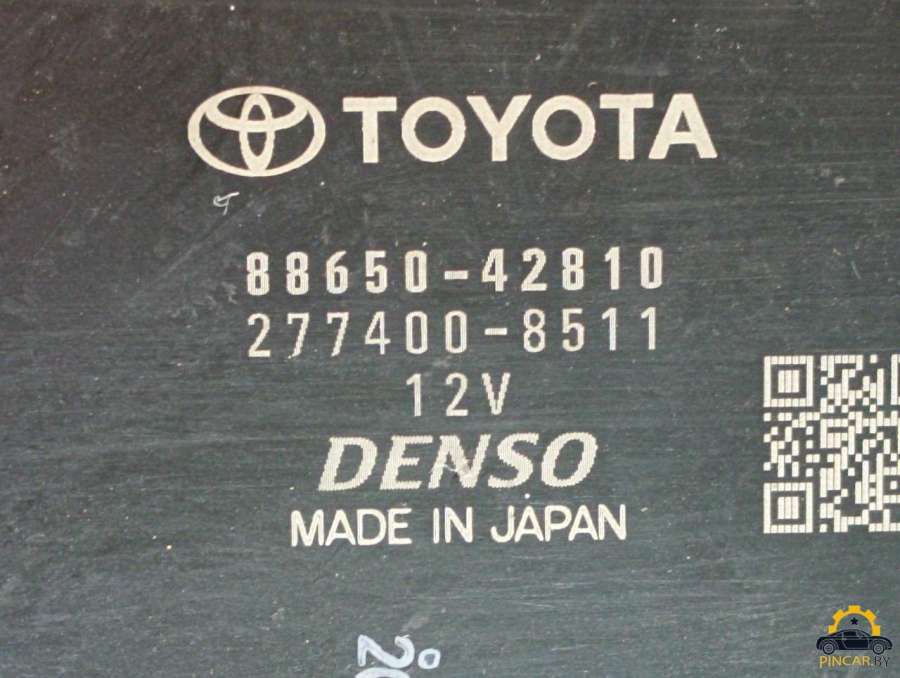 TOYOTA
88650-42810
277400-8511
12V
DENSO
MADE IN JAPAN
PINCAR.BY